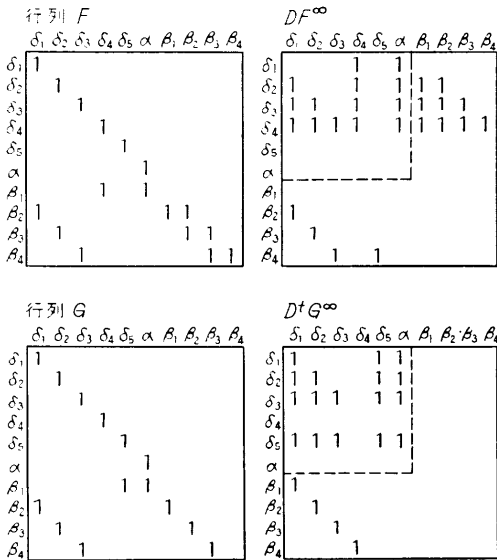 行列 F
δ₁ δ₂ δ₃ δ₄ δ₅ α β₁ β₂ β₃ β₄
δ₁ 1
δ₂ 1
δ₃ 1
δ₄ 1
δ₅ 1
α 1
β₁ 1 1
β₂ 1 1 1
β₃ 1 1 1
β₄ 1 1 1
DF^∞
δ₁ δ₂ δ₃ δ₄ δ₅ α β₁ β₂ β₃ β₄
δ₁ 1 1
δ₂ 1 1 1 1 1
δ₃ 1 1 1 1 1 1 1
δ₄ 1 1 1 1 1 1 1 1 1
δ₅
α
β₁
β₂ 1
β₃ 1
β₄ 1 1
行列 G
δ₁ δ₂ δ₃ δ₄ δ₅ α β₁ β₂ β₃ β₄
δ₁ 1
δ₂ 1
δ₃ 1
δ₄ 1
δ₅ 1
α 1
β₁ 1 1
β₂ 1 1
β₃ 1 1
β₄ 1 1
D†G^∞
δ₁ δ₂ δ₃ δ₄ δ₅ α β₁ β₂ β₃ β₄
δ₁ 1 1 1
δ₂ 1 1 1 1
δ₃ 1 1 1 1 1
δ₄
δ₅ 1 1 1 1 1
α
β₁ 1
β₂ 1
β₃ 1
β₄ 1